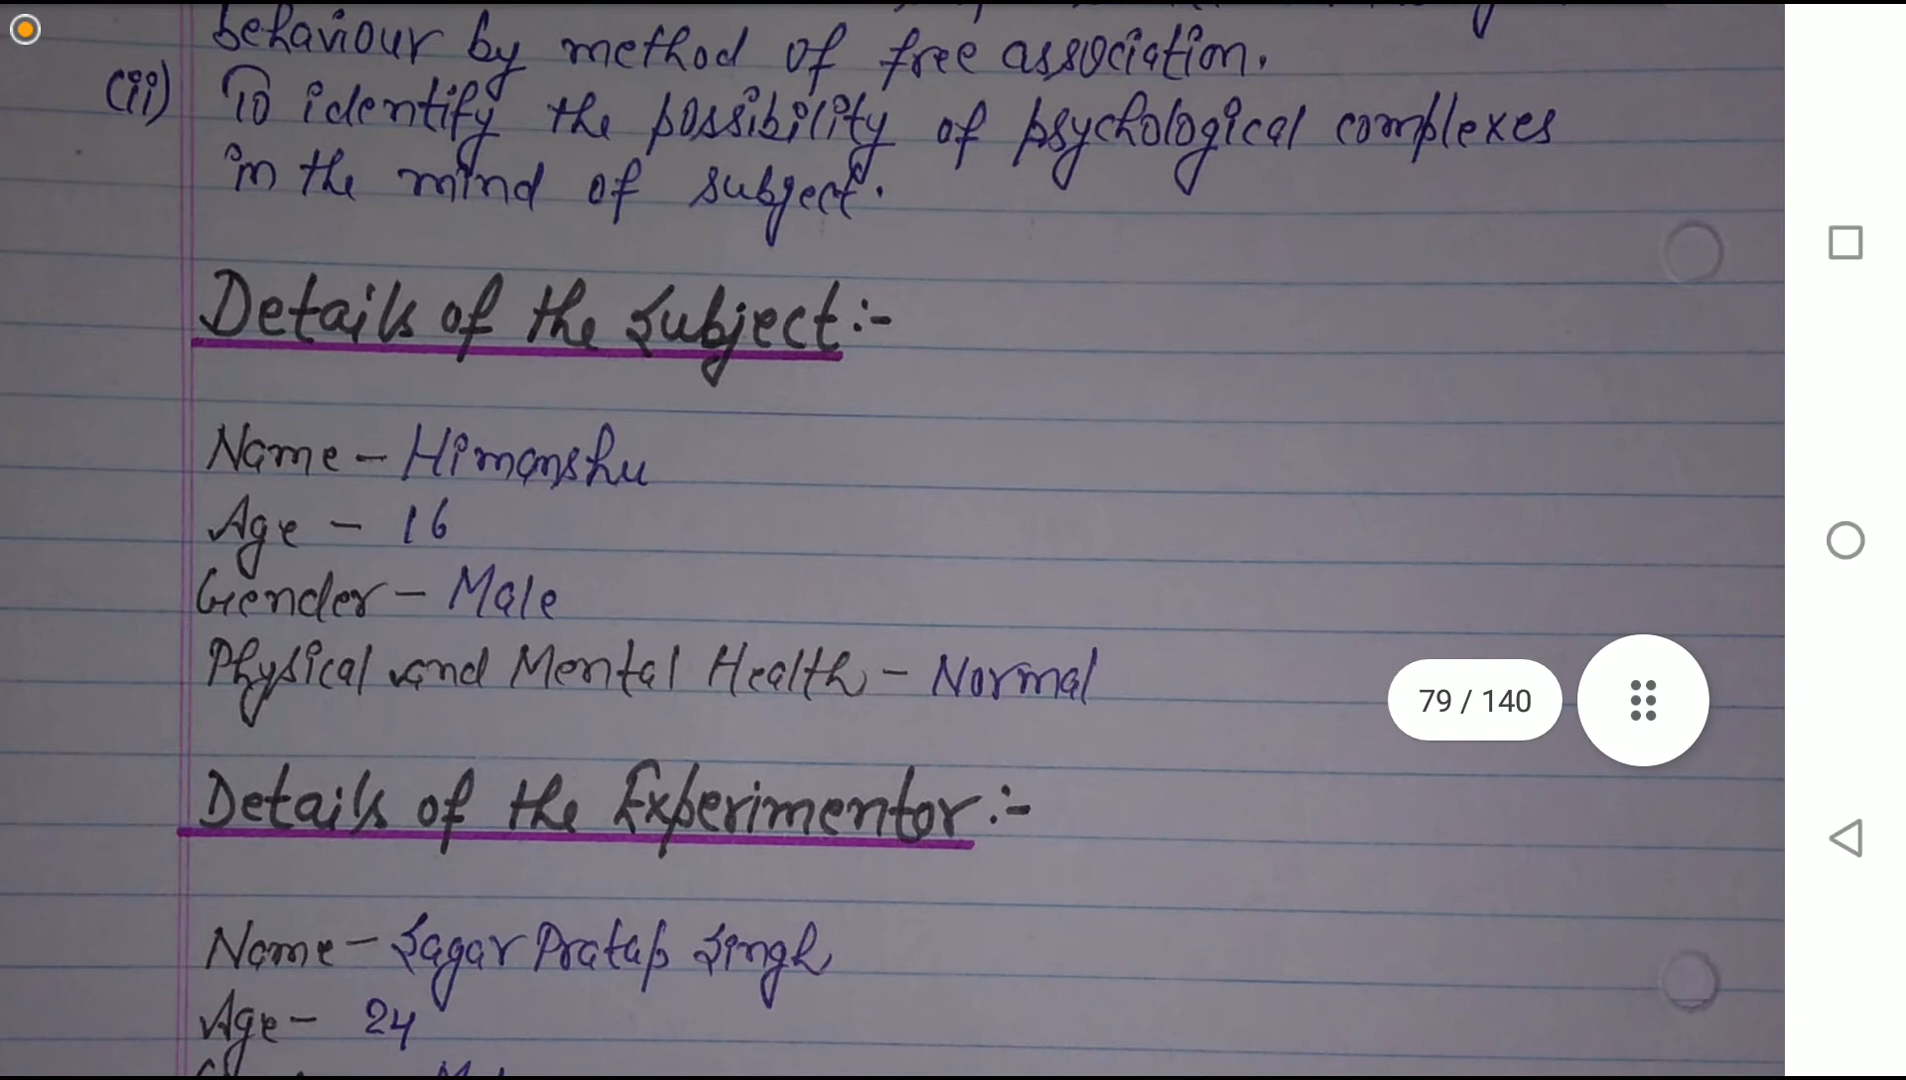 behaviour by method of free association.
(ii) To identify the possibility of psychological complexes
in the mind of subject.
Details of the Subject:-
Name - Himanshu
Age - 16
Gender - Male
Physical and Mental Health - Normal
79 / 140
Details of the Experimentor:-
Name - Sagar Pratap Singh
Age - 24